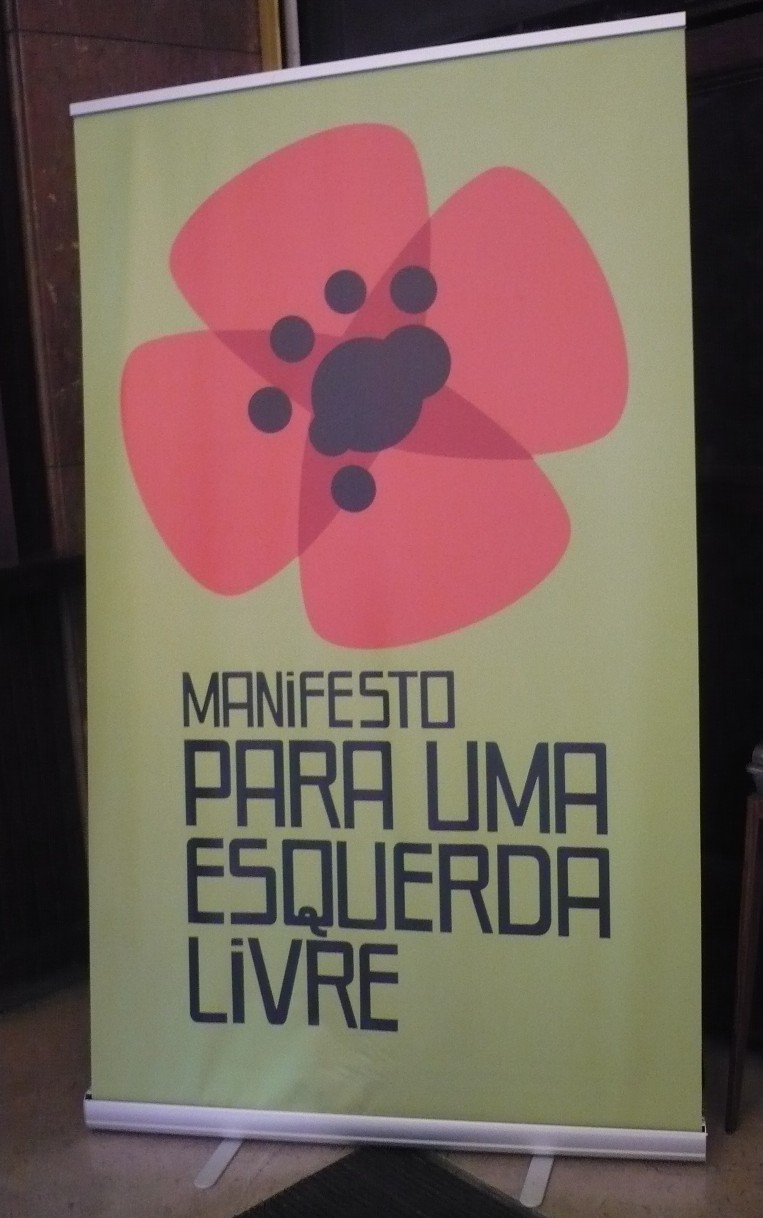 MANiFESTO
PARA UMA
ESQUERDA
LiVRE